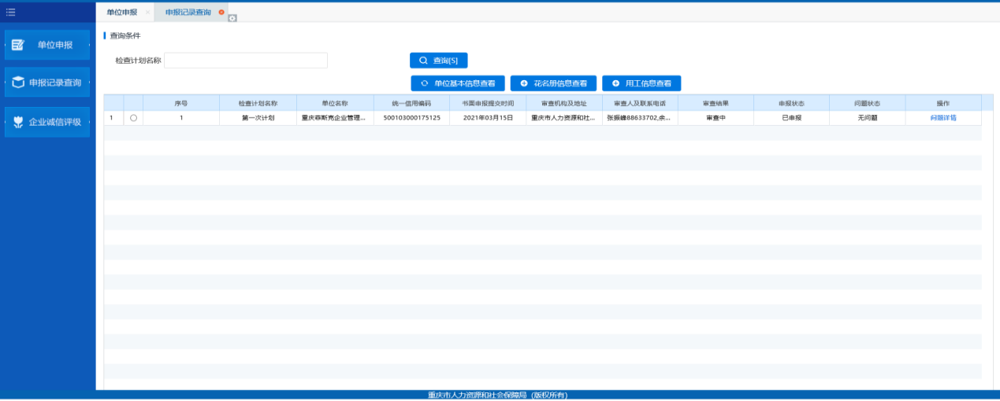 单位申报 × 申报记录查询
单位申报
申报记录查询
企业诚信评级
查询条件
检查计划名称 查询[S]
单位基本信息查看 花名册信息查看 用工信息查看
序号 检查计划名称 单位名称 统一信用编码 书面申报提交时间 审查机构及地址 审查人及联系电话 审查结果 申报状态 问题状态 操作
1 1 第一次计划 重庆菲斯克企业管理... 500103000175125 2021年03月15日 重庆市人力资源和社... 张振峰88633702,余... 审查中 已申报 无问题 问题详情
重庆市人力资源和社会保障局 (版权所有)